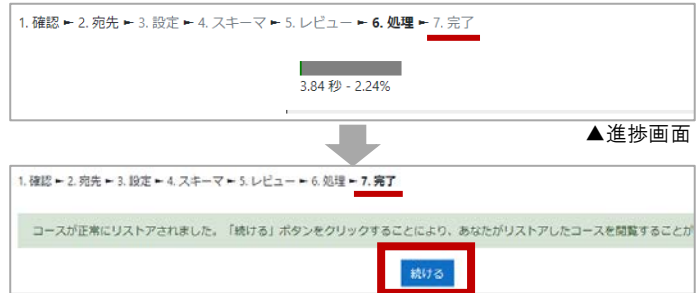 1. 確認 ► 2. 宛先 ► 3. 設定 ► 4. スキーマ ► 5. レビュー ► 6. 処理 ► 7. 完了
3.84 秒 - 2.24%
▲進捗画面
1. 確認 ► 2. 宛先 ► 3. 設定 ► 4. スキーマ ► 5. レビュー ► 6. 処理 ► 7. 完了
コースが正常にリストアされました。「続ける」ボタンをクリックすることにより、あなたがリストアしたコースを閲覧することが
続ける